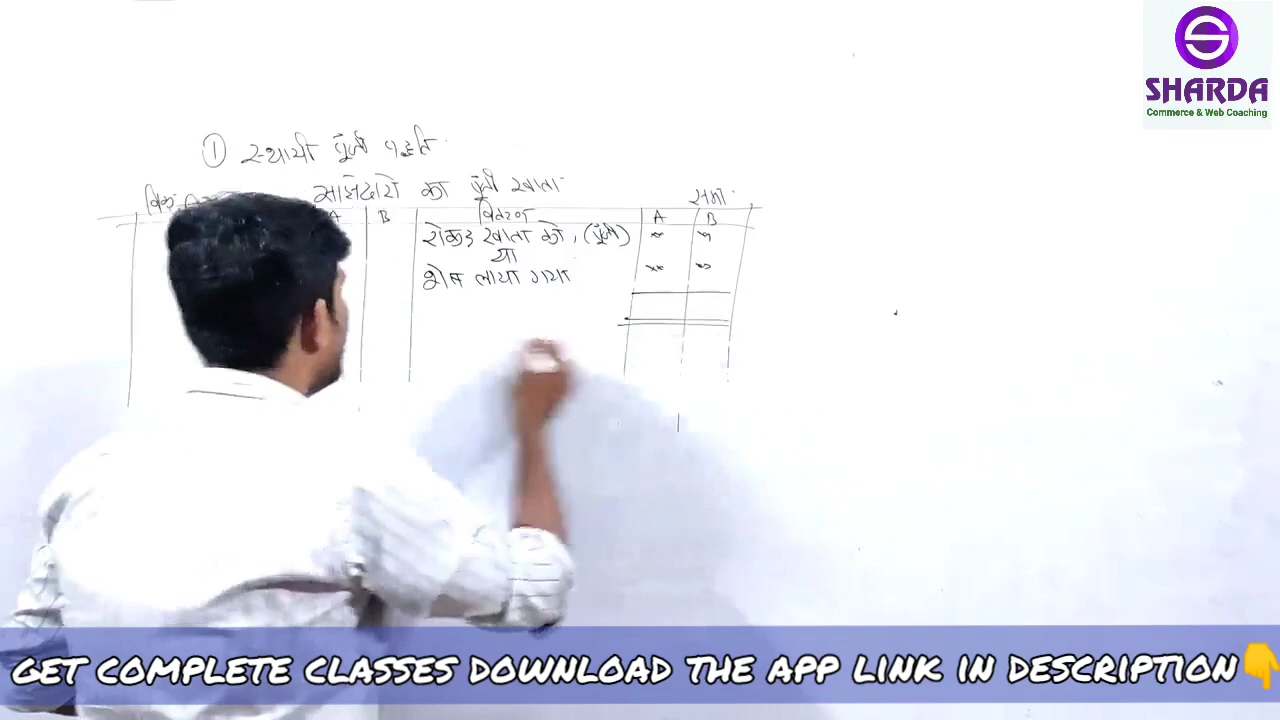 SHARDA
Commerce & Web Coaching
① स्थायी पूँजी पद्धति
साझेदारो का पूँजी खाता
A B विवरण A B
रोकड़ खाता को, (पूँजी)
या
शेष लाया गया
GET COMPLETE CLASSES DOWNLOAD THE APP LINK IN DESCRIPTION👇